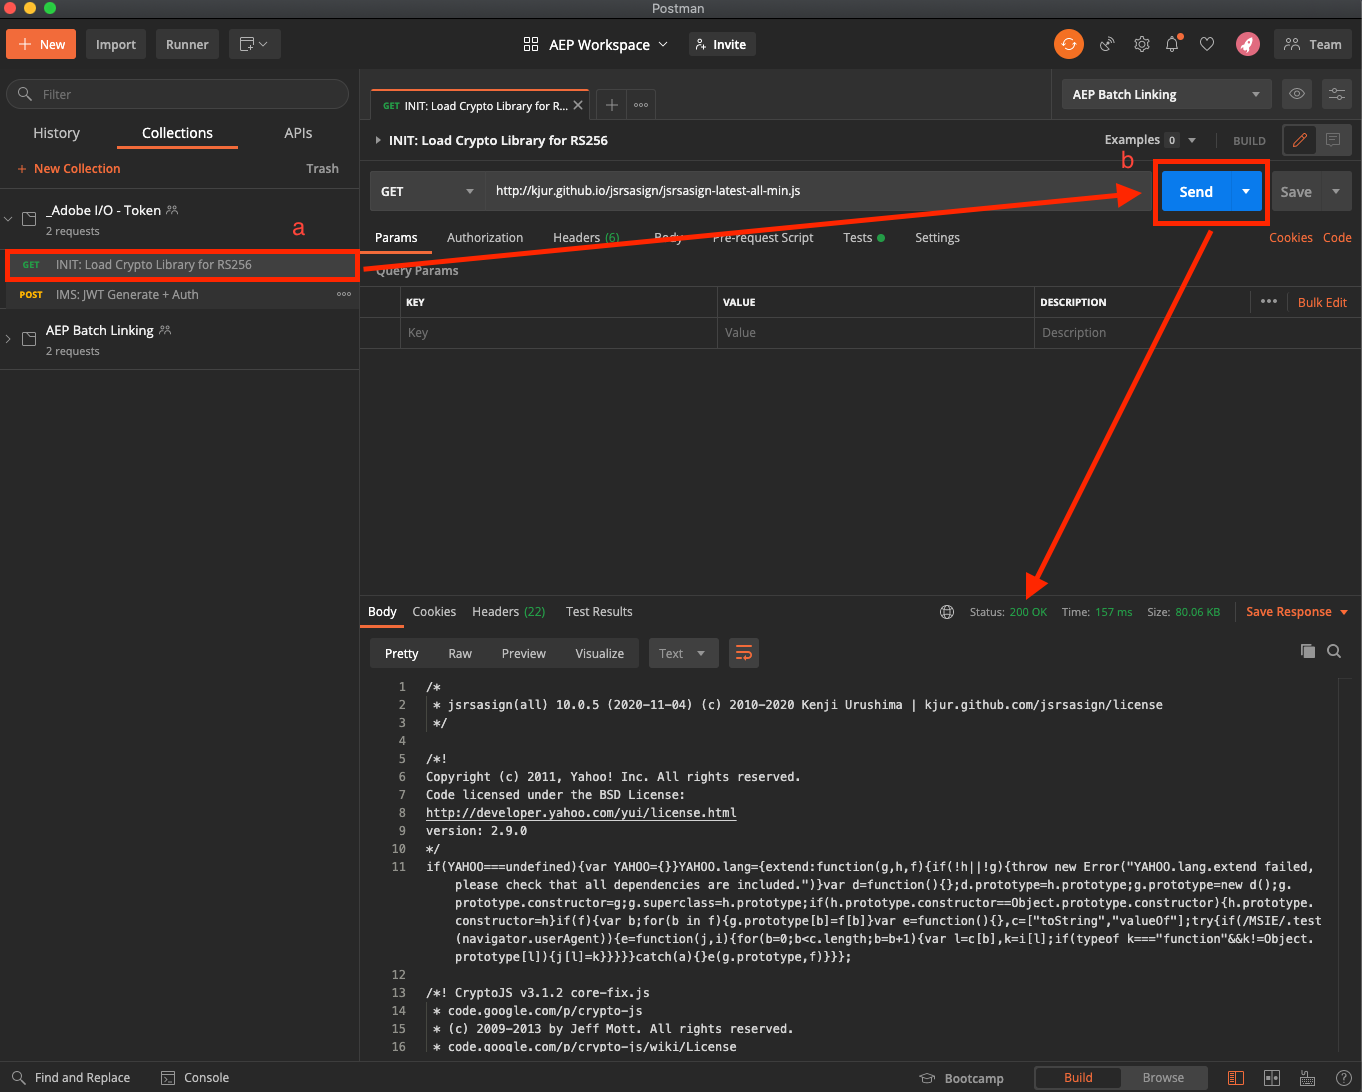 Postman
New Import Runner AEP Workspace Invite Team
Filter
History Collections APIs
New Collection Trash
_Adobe I/O - Token
2 requests
a
GET INIT: Load Crypto Library for RS256
POST IMS: JWT Generate + Auth
AEP Batch Linking
2 requests
GET INIT: Load Crypto Library for R...
AEP Batch Linking
INIT: Load Crypto Library for RS256
Examples 0 BUILD
b
GET http://kjur.github.io/jsrsasign/jsrsasign-latest-all-min.js Send Save
Params Authorization Headers (6) Body Pre-request Script Tests Settings Cookies Code
Query Params
KEY VALUE DESCRIPTION Bulk Edit
Key Value Description
Body Cookies Headers (22) Test Results Status: 200 OK Time: 157 ms Size: 80.06 KB Save Response
Pretty Raw Preview Visualize Text
1 /*
2 * jsrsasign(all) 10.0.5 (2020-11-04) (c) 2010-2020 Kenji Urushima | kjur.github.com/jsrsasign/license
3 */
4
5 /*!
6 Copyright (c) 2011, Yahoo! Inc. All rights reserved.
7 Code licensed under the BSD License:
8 http://developer.yahoo.com/yui/license.html
9 version: 2.9.0
10 */
11 if(YAHOO===undefined){var YAHOO={}}YAHOO.lang={extend:function(g,h,f){if(!h||!g){throw new Error("YAHOO.lang.extend failed,
please check that all dependencies are included.")}var d=function(){};d.prototype=h.prototype;g.prototype=new d();g.
prototype.constructor=g;g.superclass=h.prototype;if(h.prototype.constructor==Object.prototype.constructor){h.prototype.
constructor=h}if(f){var b;for(b in f){g.prototype[b]=f[b]}var e=function(){},c=["toString","valueOf"];try{if(/MSIE/.test
(navigator.userAgent)){e=function(j,i){for(b=0;b<c.length;b=b+1){var l=c[b],k=i[l];if(typeof k==="function"&&k!=Object.
prototype[l]){j[l]=k}}}}}catch(a){}e(g.prototype,f)}}};
12
13 /*! CryptoJS v3.1.2 core-fix.js
14 * code.google.com/p/crypto-js
15 * (c) 2009-2013 by Jeff Mott. All rights reserved.
16 * code.google.com/p/crypto-js/wiki/License
Find and Replace Console Bootcamp Build Browse